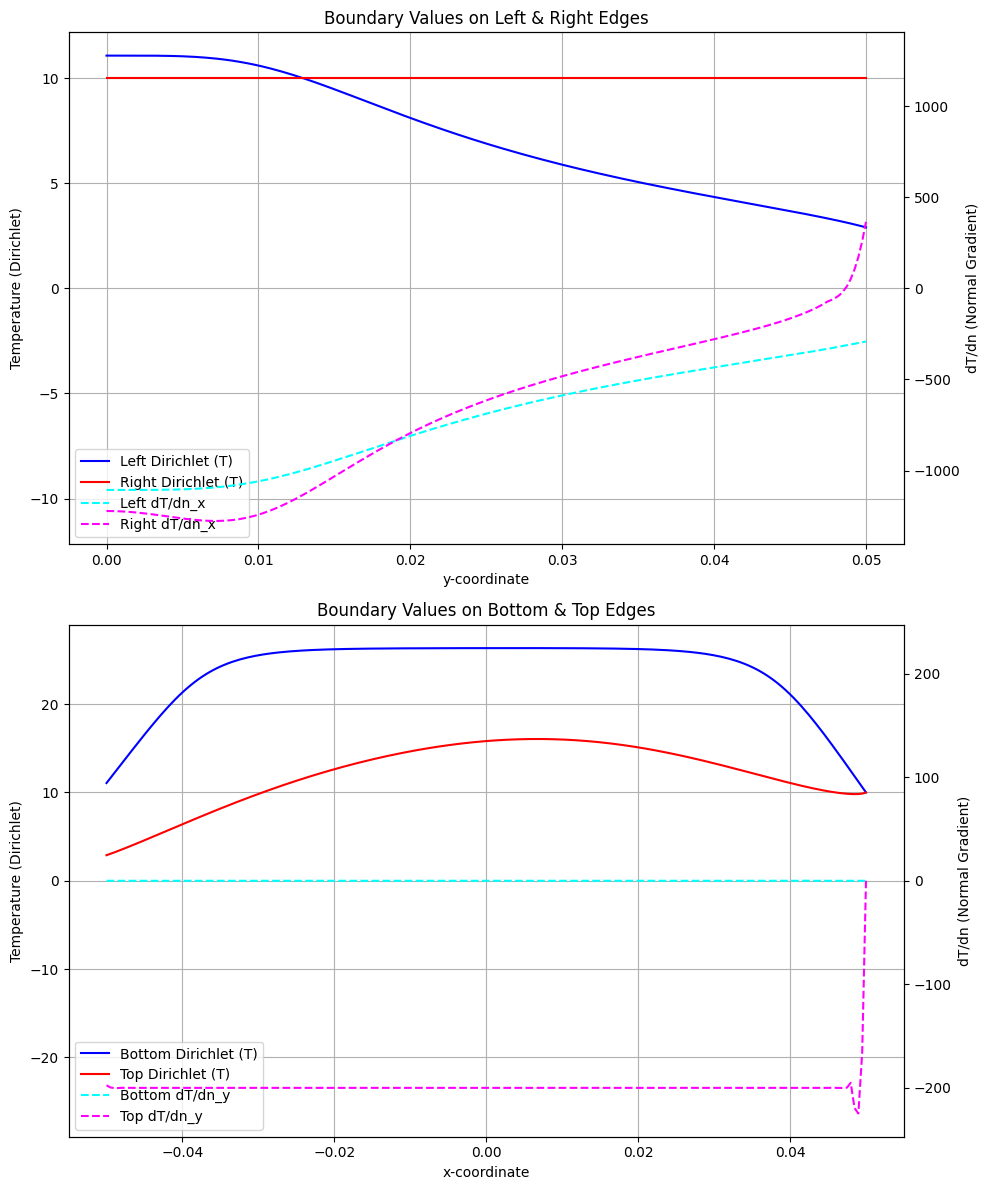 Boundary Values on Left & Right Edges
10
5
0
−5
−10
Temperature (Dirichlet)
1000
500
0
−500
−1000
dT/dn (Normal Gradient)
Left Dirichlet (T)
Right Dirichlet (T)
Left dT/dn_x
Right dT/dn_x
0.00 0.01 0.02 0.03 0.04 0.05
y-coordinate
Boundary Values on Bottom & Top Edges
20
10
0
−10
−20
Temperature (Dirichlet)
200
100
0
−100
−200
dT/dn (Normal Gradient)
Bottom Dirichlet (T)
Top Dirichlet (T)
Bottom dT/dn_y
Top dT/dn_y
−0.04 −0.02 0.00 0.02 0.04
x-coordinate